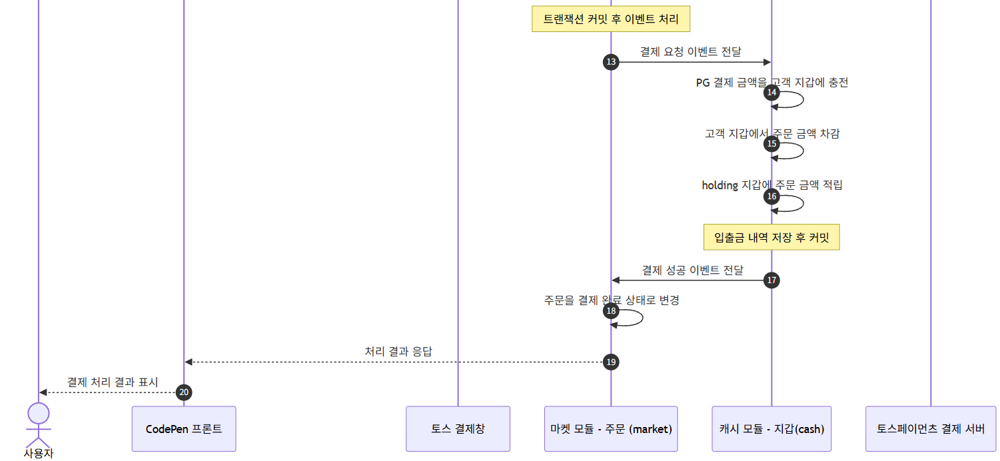 트랜잭션 커밋 후 이벤트 처리
결제 요청 이벤트 전달
13
PG 결제 금액을 고객 지갑에 충전
14
고객 지갑에서 주문 금액 차감
15
holding 지갑에 주문 금액 적립
16
입출금 내역 저장 후 커밋
결제 성공 이벤트 전달
17
주문을 결제 완료 상태로 변경
18
처리 결과 응답
19
결제 처리 결과 표시
20
사용자
CodePen 프론트
토스 결제창
마켓 모듈 - 주문 (market)
캐시 모듈 - 지갑(cash)
토스페이먼츠 결제 서버